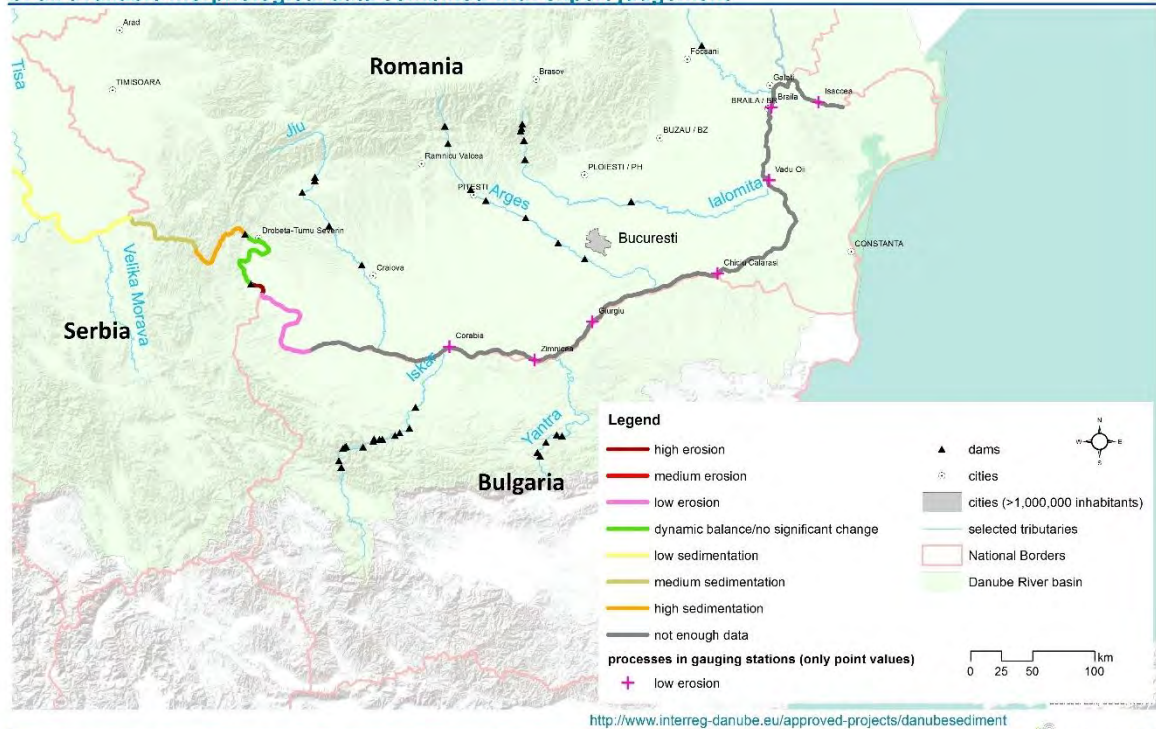 Romania
Serbia
Bulgaria
Tisa
Arad
TIMISOARA
Brasov
Focsani
Galati
BRAILA / BR
Braila
Isaccea
BUZAU / BZ
Jiu
Ramnicu Valcea
PLOIESTI / PH
PITESTI
Arges
Ialomita
Vadu Oii
Bucuresti
CONSTANTA
Drobeta-Turnu Severin
Craiova
Chiciu Calarasi
Giurgiu
Velika Morava
Corabia
Zimnicea
Iskar
Yantra
Legend
high erosion
medium erosion
low erosion
dynamic balance/no significant change
low sedimentation
medium sedimentation
high sedimentation
not enough data
processes in gauging stations (only point values)
low erosion
dams
cities
cities (>1,000,000 inhabitants)
selected tributaries
National Borders
Danube River basin
N
W E
S
0 25 50 100
km
http://www.interreg-danube.eu/approved-projects/danubesediment